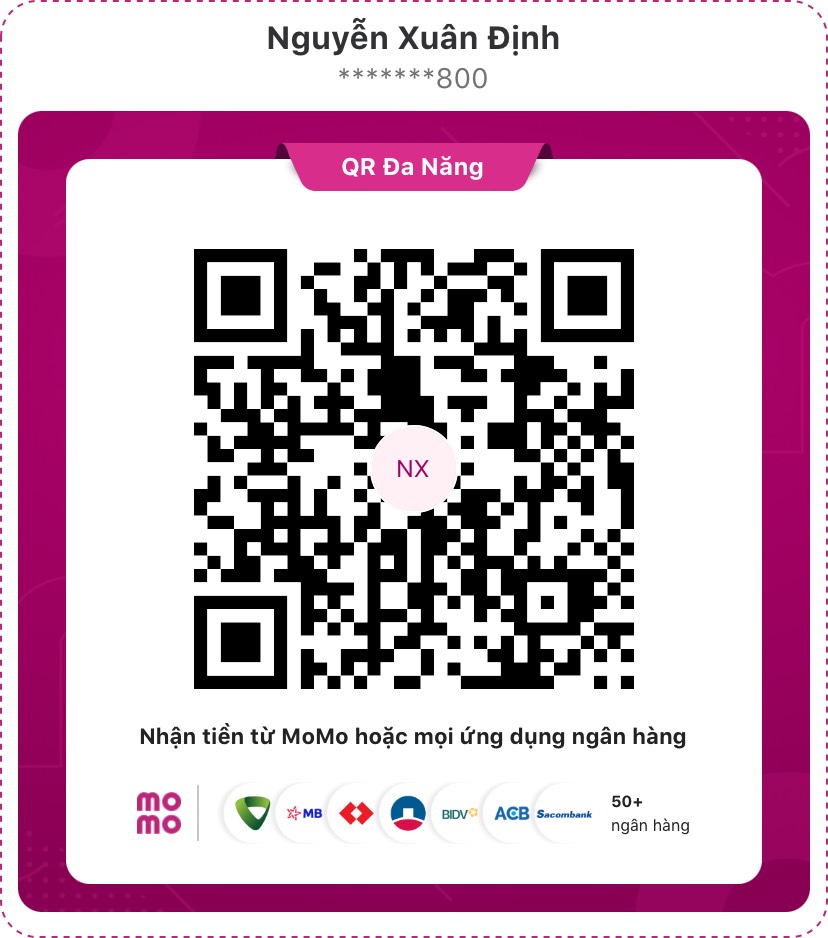 Nguyễn Xuân Định
*******800
QR Đa Năng
NX
Nhận tiền từ MoMo hoặc mọi ứng dụng ngân hàng
mo
mo
MB
BIDV
ACB
Sacombank
50+
ngân hàng